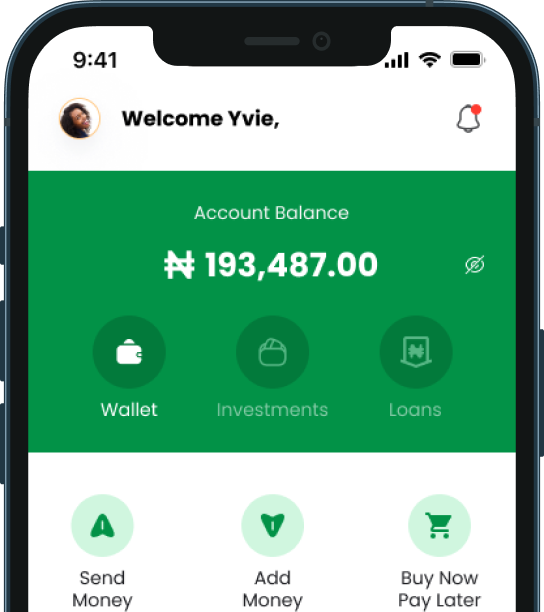 9:41
Welcome Yvie,
Account Balance
₦ 193,487.00
Wallet Investments Loans
Send Add Buy Now
Money Money Pay Later